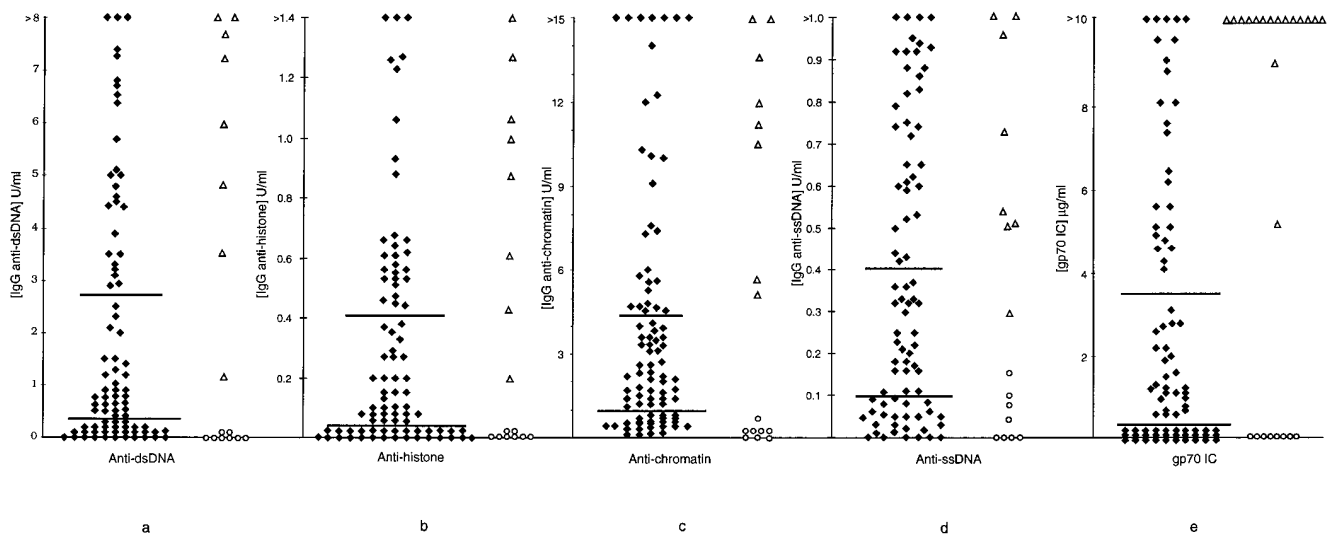 [IgG anti-dsDNA] U/ml
>8
7
6
5
4
3
2
1
0
Anti-dsDNA
a
[IgG anti-histone] U/ml
>1.4
1.2
1.0
0.8
0.6
0.4
0.2
Anti-histone
b
[IgG anti-chromatin] U/ml
>15
12
9
6
3
Anti-chromatin
c
[IgG anti-ssDNA] U/ml
>1.0
0.9
0.8
0.7
0.6
0.5
0.4
0.3
0.2
0.1
0
Anti-ssDNA
d
[gp70 IC] µg/ml
>10
8
6
4
2
gp70 IC
e